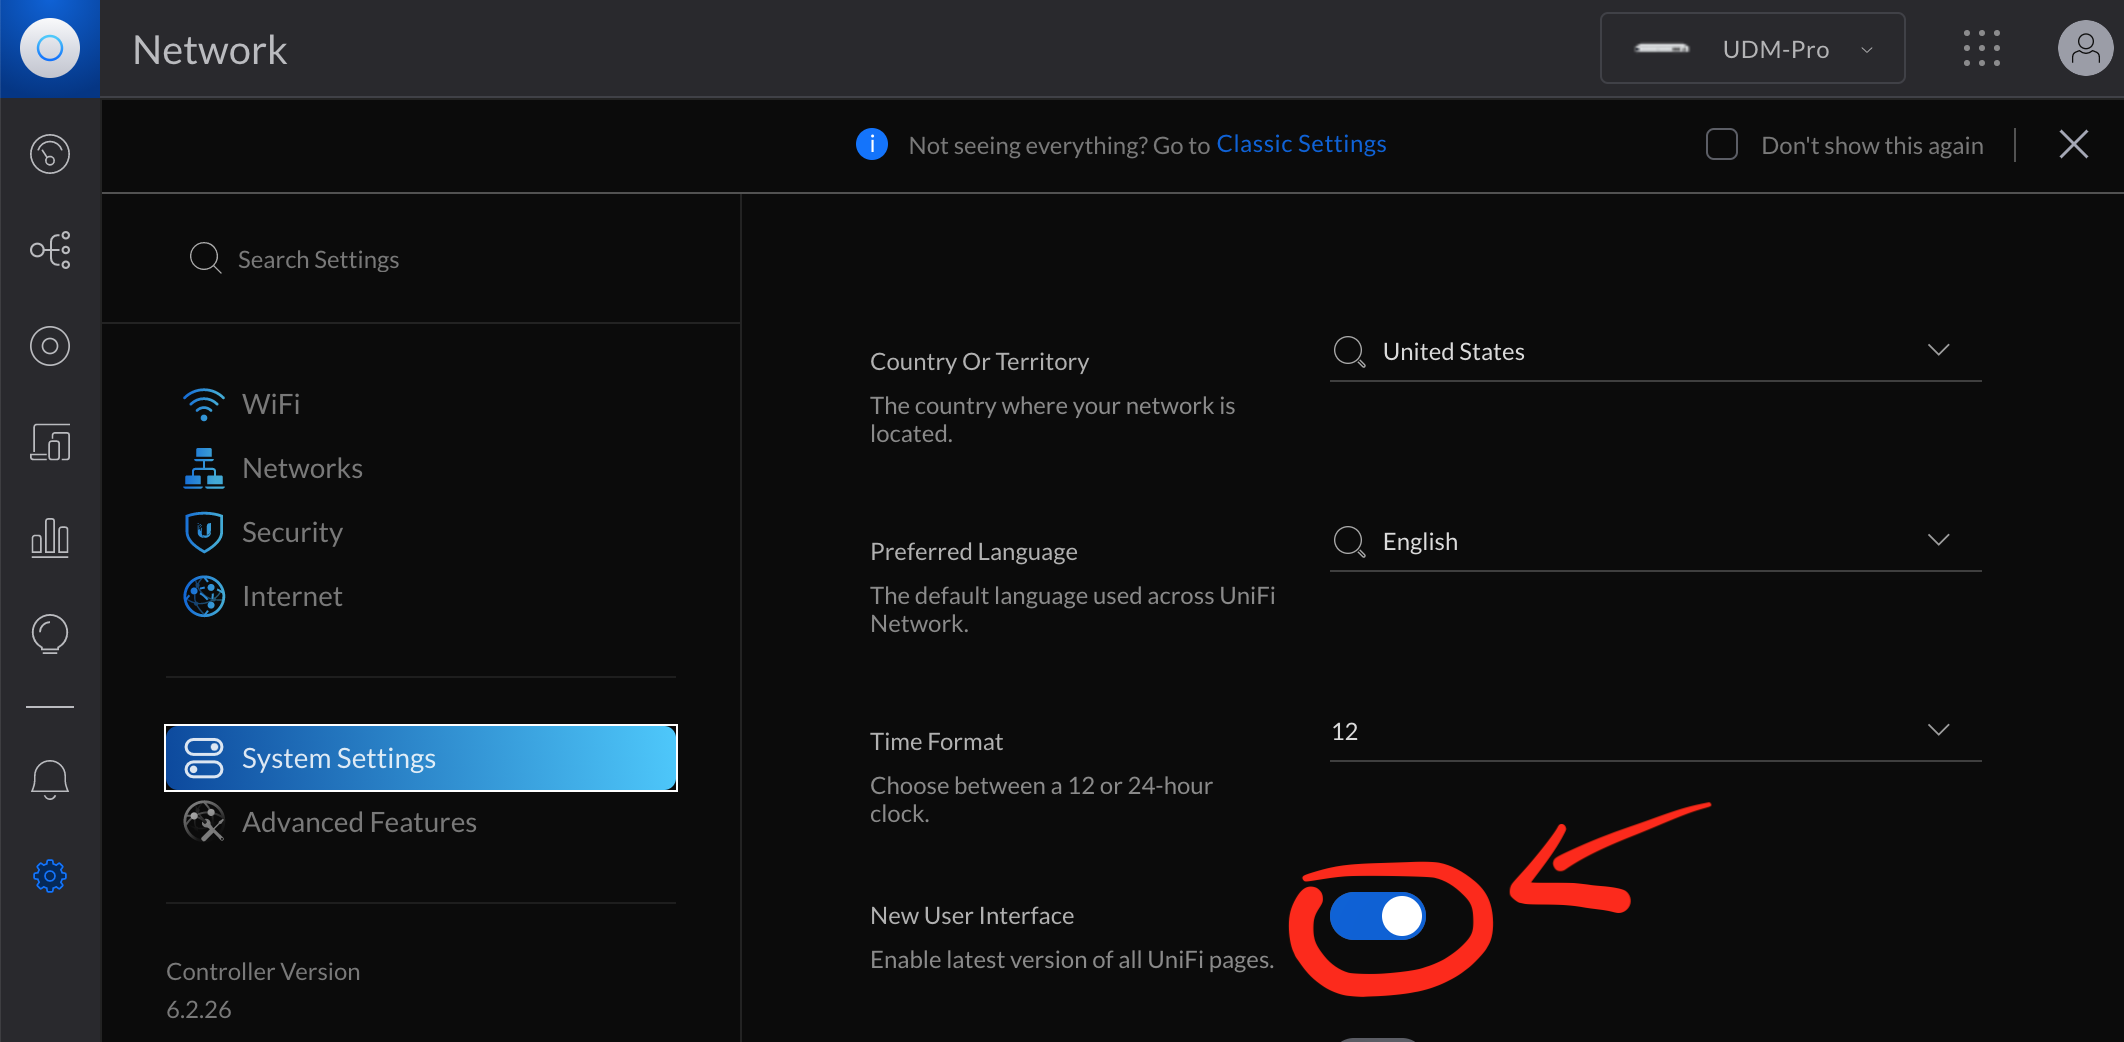 Network
UDM-Pro
Not seeing everything? Go to Classic Settings
Don't show this again
Search Settings
WiFi
Networks
Security
Internet
System Settings
Advanced Features
Controller Version
6.2.26
Country Or Territory
The country where your network is
located.
United States
Preferred Language
The default language used across UniFi
Network.
English
Time Format
Choose between a 12 or 24-hour
clock.
12
New User Interface
Enable latest version of all UniFi pages.